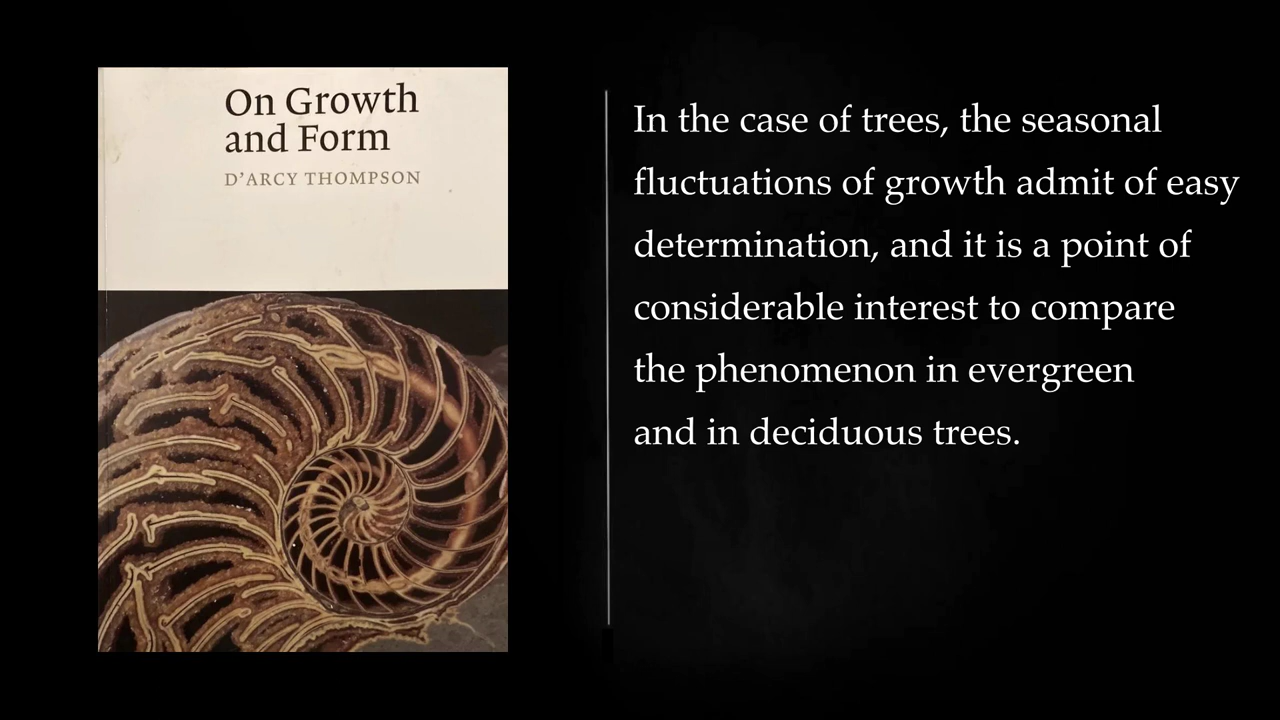 On Growth
and Form
D'ARCY THOMPSON
In the case of trees, the seasonal
fluctuations of growth admit of easy
determination, and it is a point of
considerable interest to compare
the phenomenon in evergreen
and in deciduous trees.